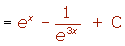 = e^x - 1/e^{3x} + C